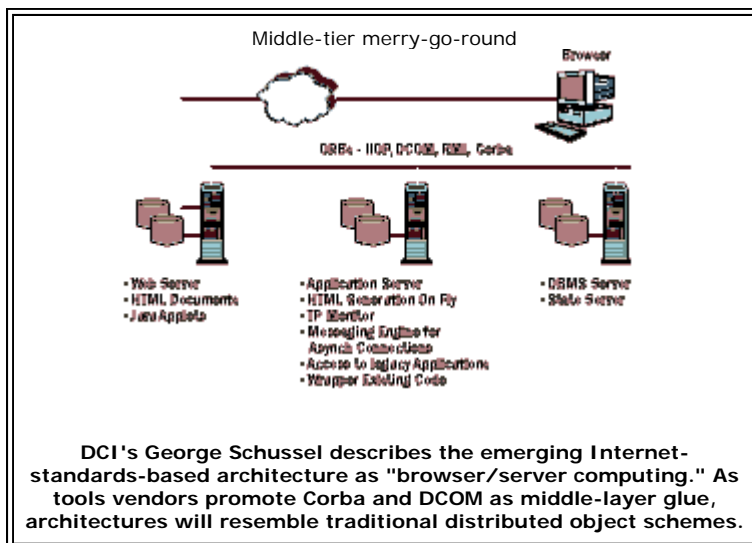 Middle-tier merry-go-round
Browser
ORBs - IIOP, DCOM, RMI, Corba
• Web Server
• HTML Documents
• Java Applets
• Application Server
• HTML Generation On Fly
• TP Monitor
• Messaging Engine for
Asynch Connections
• Access to legacy Applications
• Wrapper Existing Code
• DBMS Server
• State Server
DCI's George Schussel describes the emerging Internet-
standards-based architecture as "browser/server computing." As
tools vendors promote Corba and DCOM as middle-layer glue,
architectures will resemble traditional distributed object schemes.